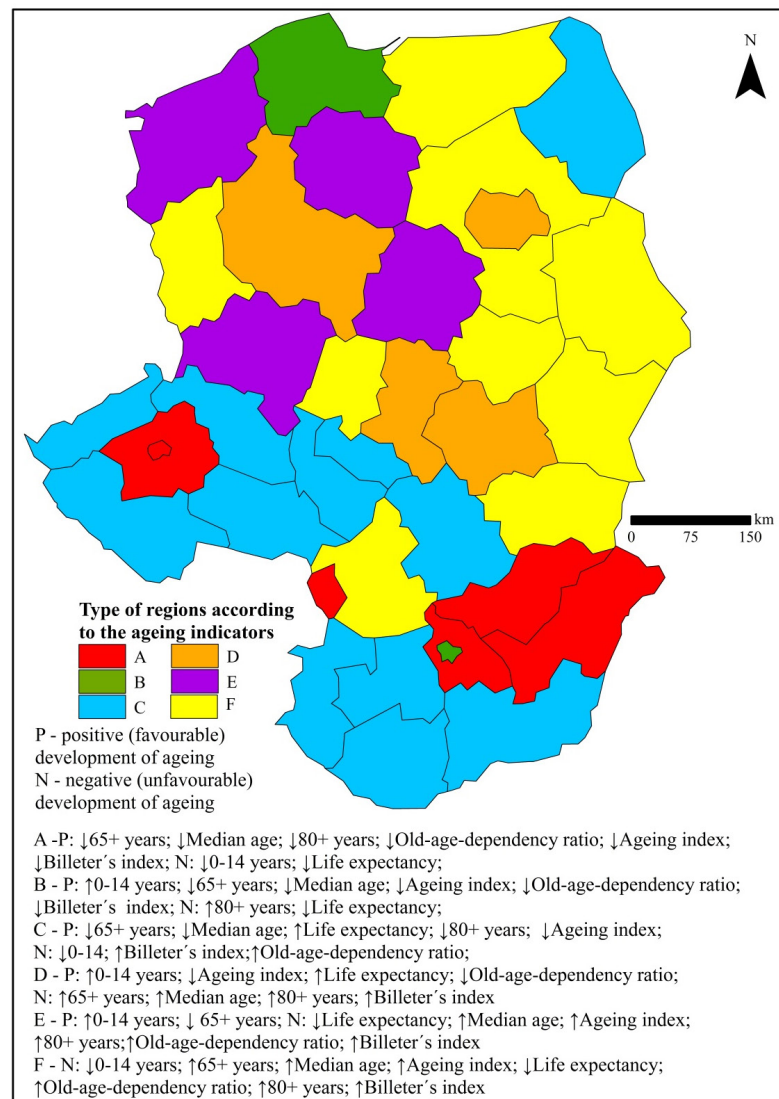 N
km
0 75 150
Type of regions according
to the ageing indicators
A D
B E
C F
P - positive (favourable)
development of ageing
N - negative (unfavourable)
development of ageing
A -P: ↓65+ years; ↓Median age; ↓80+ years; ↓Old-age-dependency ratio; ↓Ageing index;
↓Billeter´s index; N: ↓0-14 years; ↓Life expectancy;
B - P: ↑0-14 years; ↓65+ years; ↓Median age; ↓Ageing index; ↓Old-age-dependency ratio;
↓Billeter´s index; N: ↑80+ years; ↓Life expectancy;
C - P: ↓65+ years; ↓Median age; ↑Life expectancy; ↓80+ years; ↓Ageing index;
N: ↓0-14; ↑Billeter´s index;↑Old-age-dependency ratio;
D - P: ↑0-14 years; ↓Ageing index; ↑Life expectancy; ↓Old-age-dependency ratio;
N: ↑65+ years; ↑Median age; ↑80+ years; ↑Billeter´s index
E - P: ↑0-14 years; ↓ 65+ years; N: ↓Life expectancy; ↑Median age; ↑Ageing index;
↑80+ years;↑Old-age-dependency ratio; ↑Billeter´s index
F - N: ↓0-14 years; ↑65+ years; ↑Median age; ↑Ageing index; ↓Life expectancy;
↑Old-age-dependency ratio; ↑80+ years; ↑Billeter´s index